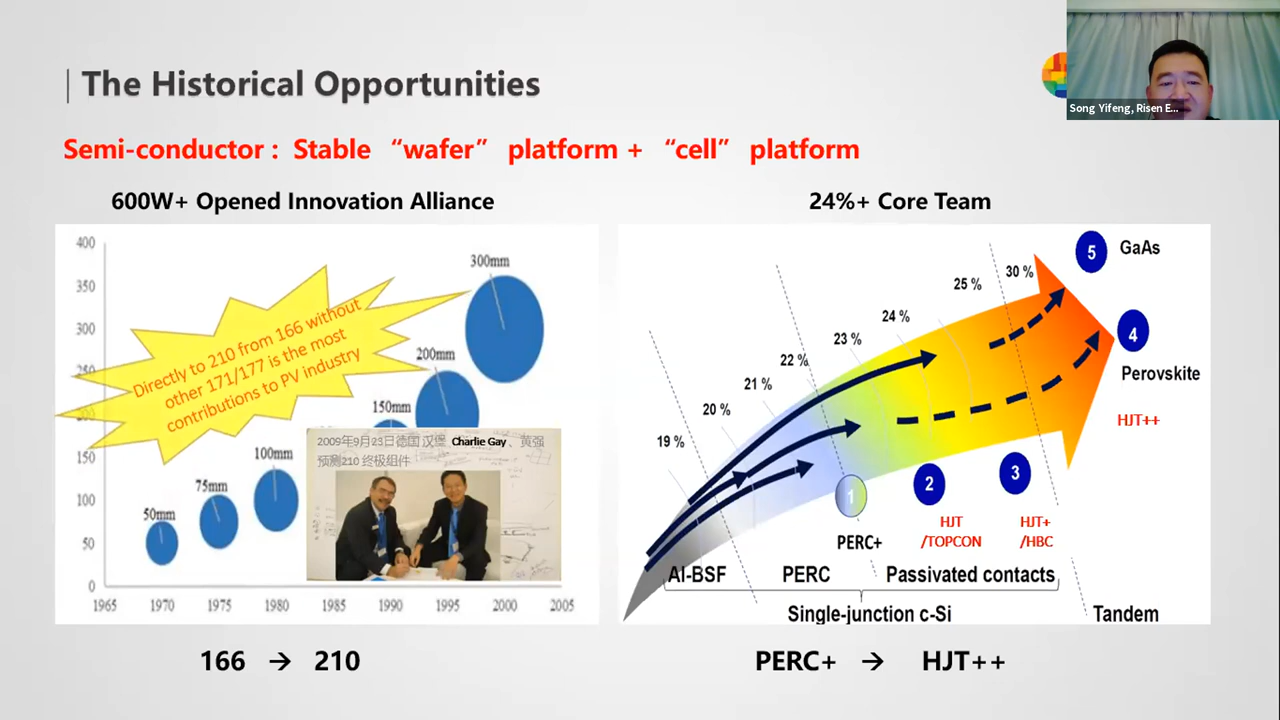 The Historical Opportunities
Song Yifeng, Risen E...
Semi-conductor : Stable “wafer” platform + “cell” platform
600W+ Opened Innovation Alliance
24%+ Core Team
400
350
300
250
200
150
100
50
0
1965
1970
1975
1980
1985
1990
1995
2000
2005
50mm
75mm
100mm
150mm
200mm
300mm
Directly to 210 from 166 without
other 171/177 is the most
contributions to PV industry
2009年9月23日德国 汉堡 Charlie Gay 、黄强
预测210 终极组件
19 %
20 %
21 %
22 %
23 %
24 %
25 %
30 %
5
GaAs
4
Perovskite
HJT++
3
HJT+
/HBC
2
HJT
/TOPCON
1
PERC+
Al-BSF
PERC
Passivated contacts
Single-junction c-Si
Tandem
166 → 210
PERC+ → HJT++